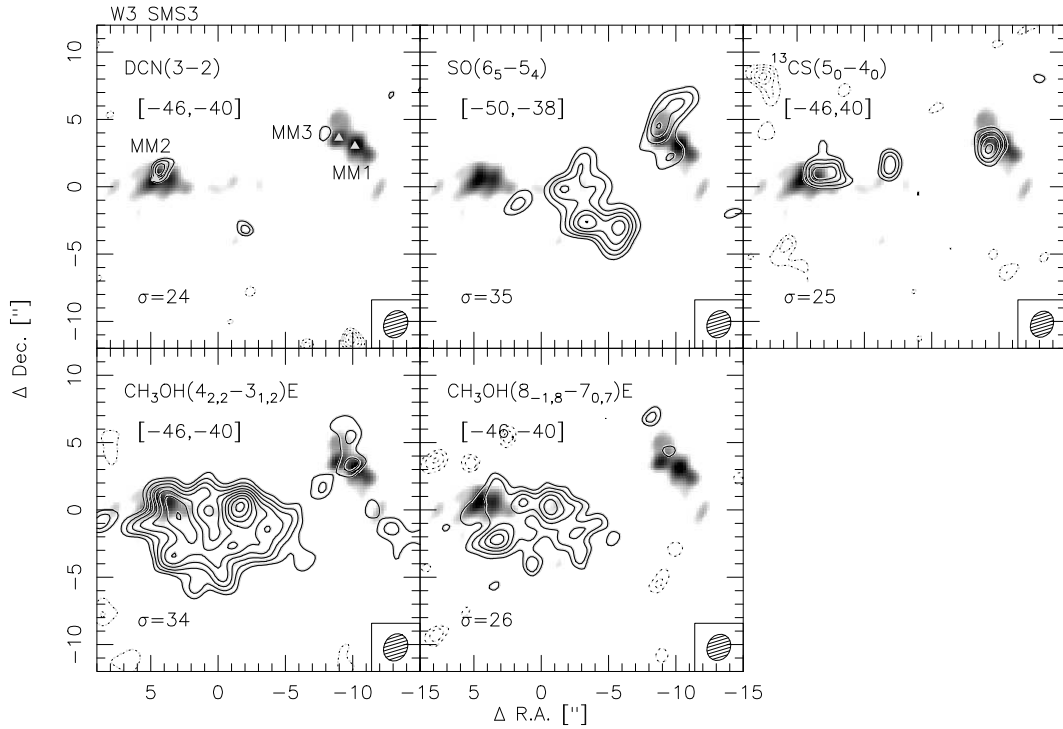 W3 SMS3
DCN(3−2)
[−46,−40]
MM3
MM2
MM1
σ=24
SO(6₅−5₄)
[−50,−38]
σ=35
¹³CS(5₀−4₀)
[−46,40]
σ=25
CH₃OH(4₂,₂−3₁,₂)E
[−46,−40]
σ=34
CH₃OH(8₋₁,₈−7₀,₇)E
[−46,−40]
σ=26
10
5
0
−5
−10
10
5
0
−5
−10
Δ Dec. ["]
5 0 −5 −10 −15
5 0 −5 −10 −15
Δ R.A. ["]